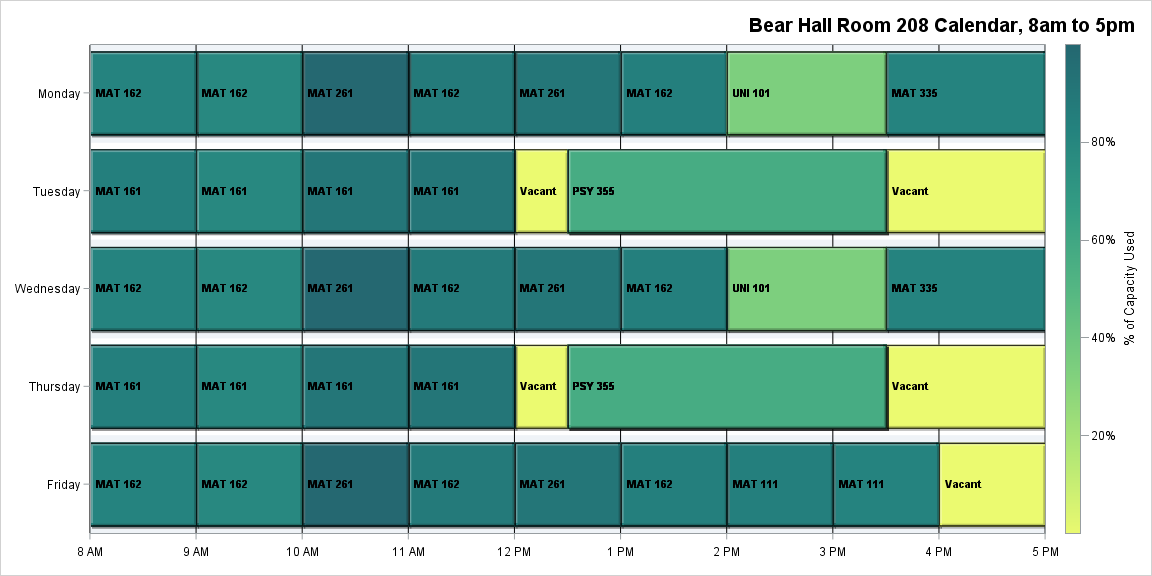 Bear Hall Room 208 Calendar, 8am to 5pm
Monday
MAT 162
MAT 162
MAT 261
MAT 162
MAT 261
MAT 162
UNI 101
MAT 335
Tuesday
MAT 161
MAT 161
MAT 161
MAT 161
Vacant
PSY 355
Vacant
Wednesday
MAT 162
MAT 162
MAT 261
MAT 162
MAT 261
MAT 162
UNI 101
MAT 335
Thursday
MAT 161
MAT 161
MAT 161
MAT 161
Vacant
PSY 355
Vacant
Friday
MAT 162
MAT 162
MAT 261
MAT 162
MAT 261
MAT 162
MAT 111
MAT 111
Vacant
8 AM
9 AM
10 AM
11 AM
12 PM
1 PM
2 PM
3 PM
4 PM
5 PM
80%
60%
40%
20%
% of Capacity Used